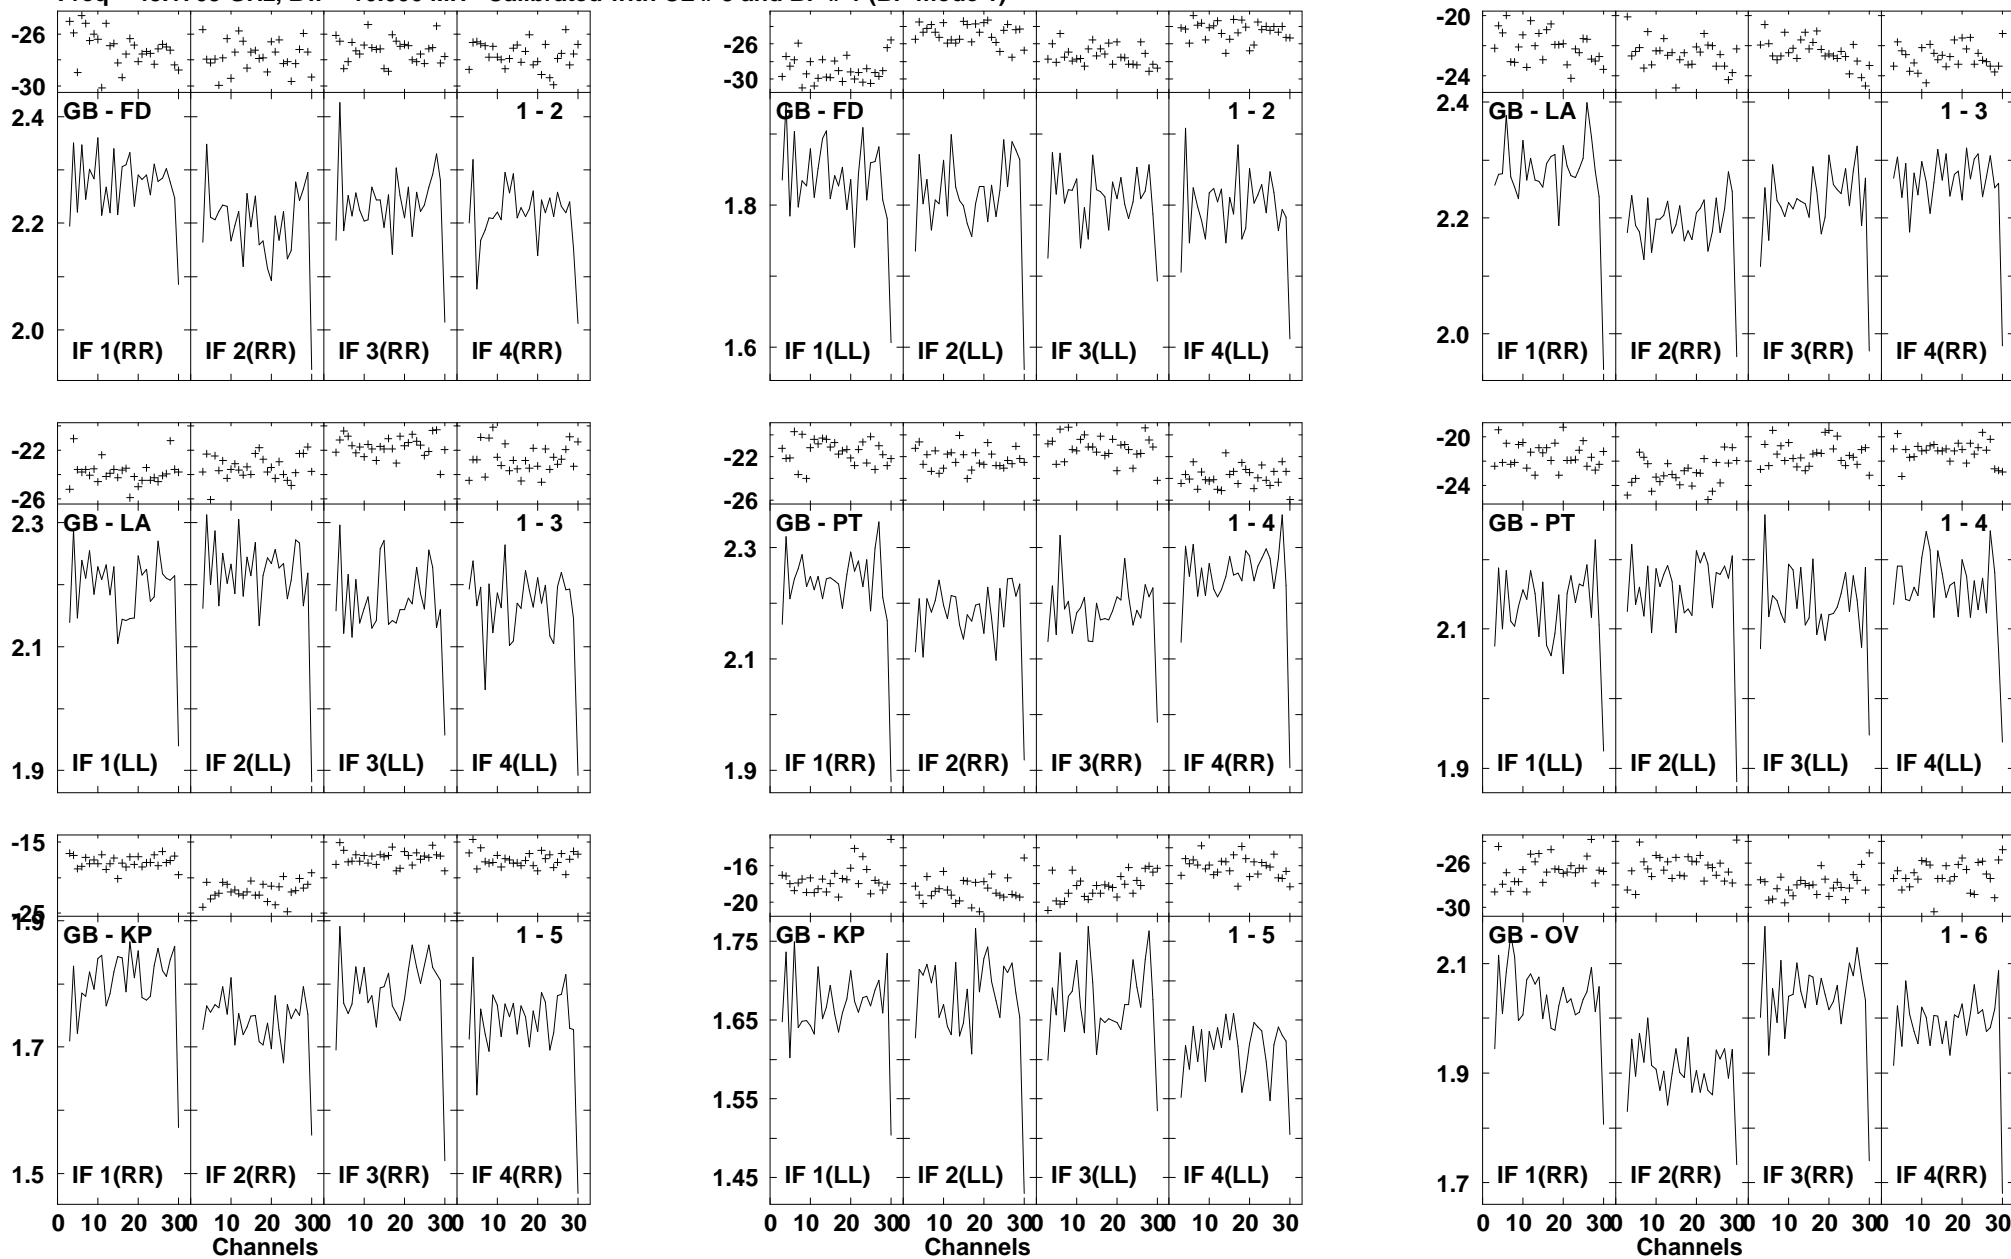 -26
-30
2.4
2.2
2.0
GB - FD
1 - 2
IF 1(RR)
IF 2(RR)
IF 3(RR)
IF 4(RR)
-26
-30
1.8
1.6
GB - FD
1 - 2
IF 1(LL)
IF 2(LL)
IF 3(LL)
IF 4(LL)
-20
-24
2.4
2.2
2.0
GB - LA
1 - 3
IF 1(RR)
IF 2(RR)
IF 3(RR)
IF 4(RR)
-22
-26
2.3
2.1
1.9
GB - LA
1 - 3
IF 1(LL)
IF 2(LL)
IF 3(LL)
IF 4(LL)
-22
-26
2.3
2.1
1.9
GB - PT
1 - 4
IF 1(RR)
IF 2(RR)
IF 3(RR)
IF 4(RR)
-20
-24
2.1
1.9
GB - PT
1 - 4
IF 1(LL)
IF 2(LL)
IF 3(LL)
IF 4(LL)
-15
-25
1.9
1.7
1.5
GB - KP
1 - 5
IF 1(RR)
IF 2(RR)
IF 3(RR)
IF 4(RR)
0 10 20 30 0 10 20 30 0 10 20 30 0 10 20 30
Channels
-16
-20
1.75
1.65
1.55
1.45
GB - KP
1 - 5
IF 1(LL)
IF 2(LL)
IF 3(LL)
IF 4(LL)
0 10 20 30 0 10 20 30 0 10 20 30 0 10 20 30
Channels
-26
-30
2.1
1.9
1.7
GB - OV
1 - 6
IF 1(RR)
IF 2(RR)
IF 3(RR)
IF 4(RR)
0 10 20 30 0 10 20 30 0 10 20 30 0 10 20 30
Channels